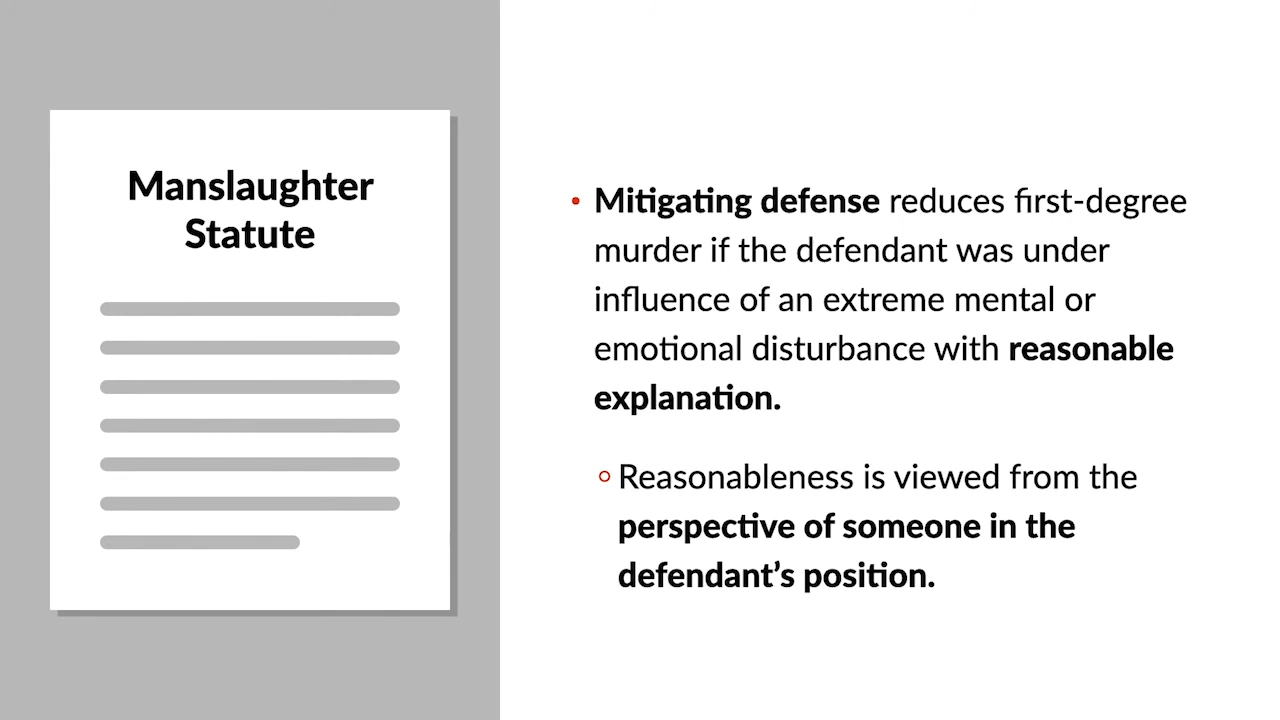 Manslaughter
Statute
• Mitigating defense reduces first-degree
murder if the defendant was under
influence of an extreme mental or
emotional disturbance with reasonable
explanation.
○ Reasonableness is viewed from the
perspective of someone in the
defendant’s position.